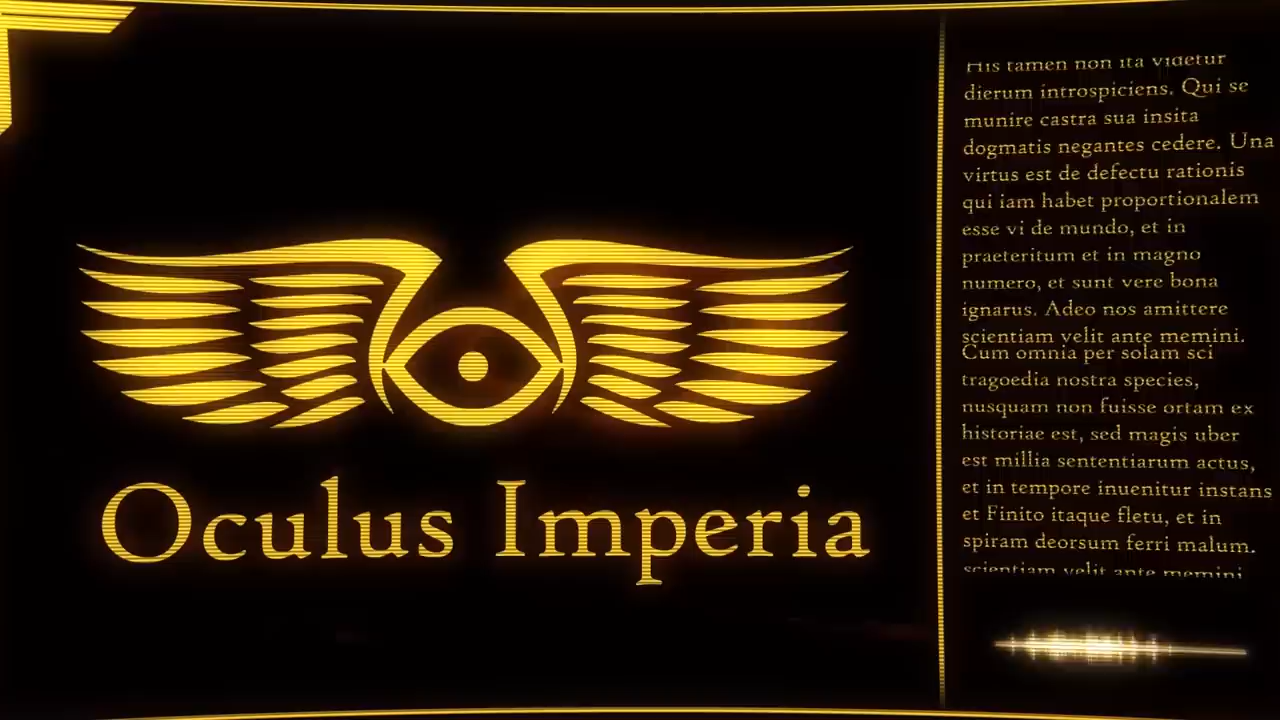 Oculus Imperia
His tamen non ita videtur
dierum introspiciens. Qui se
munire castra sua insita
dogmatis negantes cedere. Una
virtus est de defectu rationis
qui iam habet proportionalem
esse vi de mundo, et in
praeteritum et in magno
numero, et sunt vere bona
ignarus. Adeo nos amittere
scientiam velit ante memini.
Cum omnia per solam sci
tragoedia nostra species,
nusquam non fuisse ortam ex
historiae est, sed magis uber
est millia sententiarum actus,
et in tempore inuenitur instans
et Finito itaque fletu, et in
spiram deorsum ferri malum.
scientiam velit ante memini